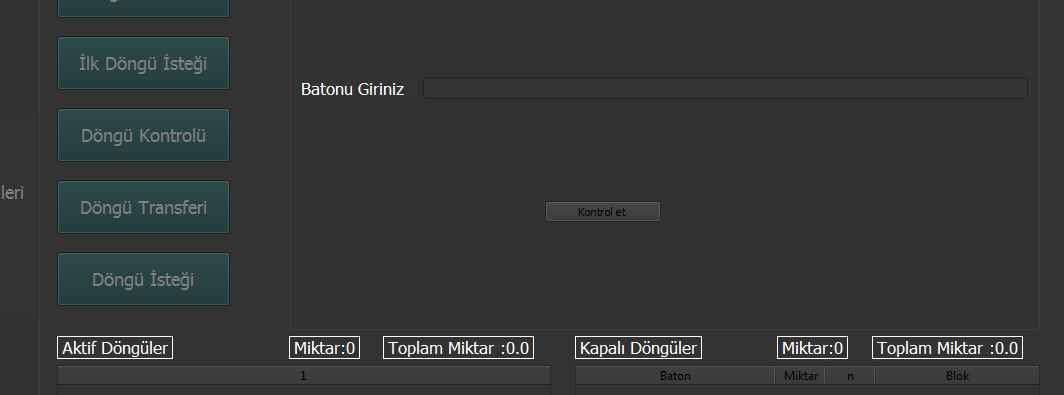 İlk Döngü İsteği
Batonu Giriniz
Döngü Kontrolü
leri
Döngü Transferi
Kontrol et
Döngü İsteği
Aktif Döngüler Miktar:0 Toplam Miktar :0.0 Kapalı Döngüler Miktar:0 Toplam Miktar :0.0
1 Baton Miktar n Blok